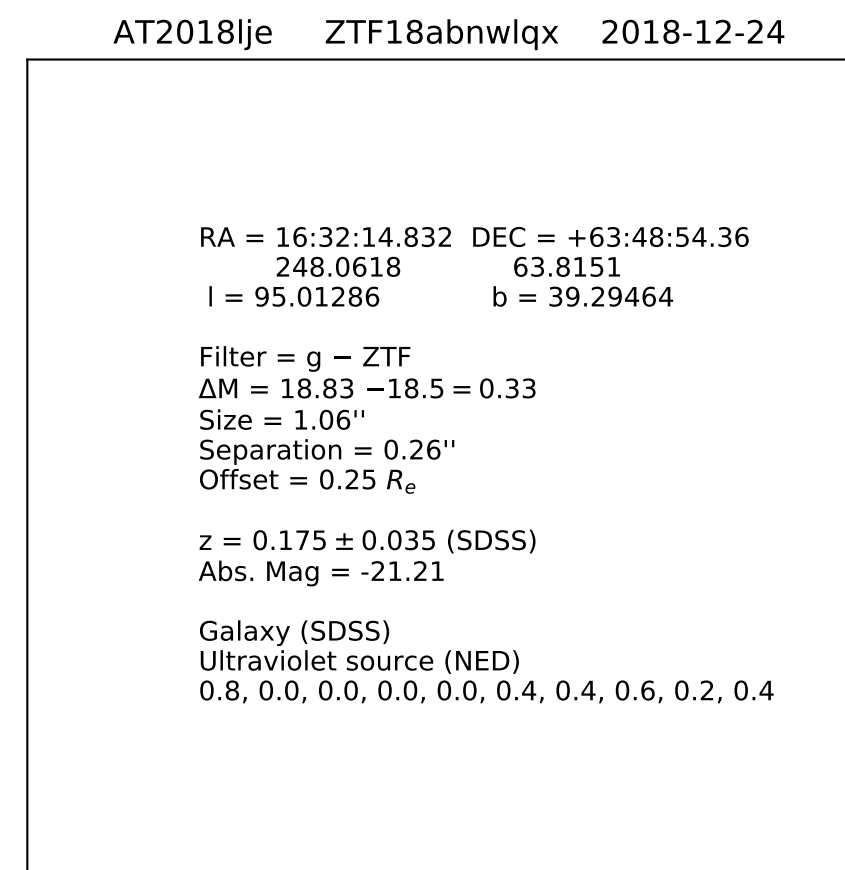 AT2018lje ZTF18abnwlqx 2018-12-24
RA = 16:32:14.832 DEC = +63:48:54.36
248.0618 63.8151
l = 95.01286 b = 39.29464
Filter = g − ZTF
ΔM = 18.83 −18.5 = 0.33
Size = 1.06''
Separation = 0.26''
Offset = 0.25 Rₑ
z = 0.175 ± 0.035 (SDSS)
Abs. Mag = -21.21
Galaxy (SDSS)
Ultraviolet source (NED)
0.8, 0.0, 0.0, 0.0, 0.0, 0.4, 0.4, 0.6, 0.2, 0.4